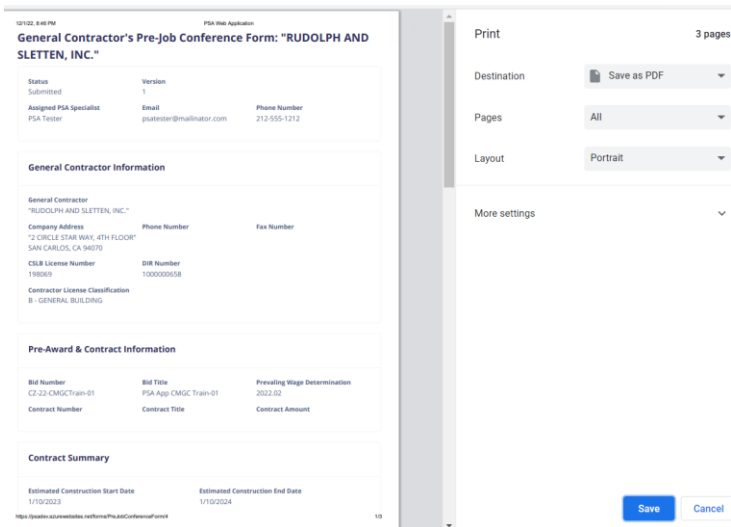 12/1/22, 8:46 PM PSA Web Application
General Contractor's Pre-Job Conference Form: "RUDOLPH AND
SLETTEN, INC."
Status Version
Submitted 1
Assigned PSA Specialist Email Phone Number
PSA Tester psatester@mailinator.com 212-555-1212
General Contractor Information
General Contractor
"RUDOLPH AND SLETTEN, INC."
Company Address Phone Number Fax Number
"2 CIRCLE STAR WAY, 4TH FLOOR"
SAN CARLOS, CA 94070
CSLB License Number DIR Number
198069 1000000658
Contractor License Classification
B - GENERAL BUILDING
Pre-Award & Contract Information
Bid Number Bid Title Prevaling Wage Determination
CZ-22-CMGCTrain-01 PSA App CMGC Train-01 2022.02
Contract Number Contract Title Contract Amount
Contract Summary
Estimated Construction Start Date Estimated Construction End Date
1/10/2023 1/10/2024
https://psadev.azurewebsites.net/forms/PreJobConferenceForm/4 1/3
Print 3 pages
Destination Save as PDF
Pages All
Layout Portrait
More settings
Save Cancel